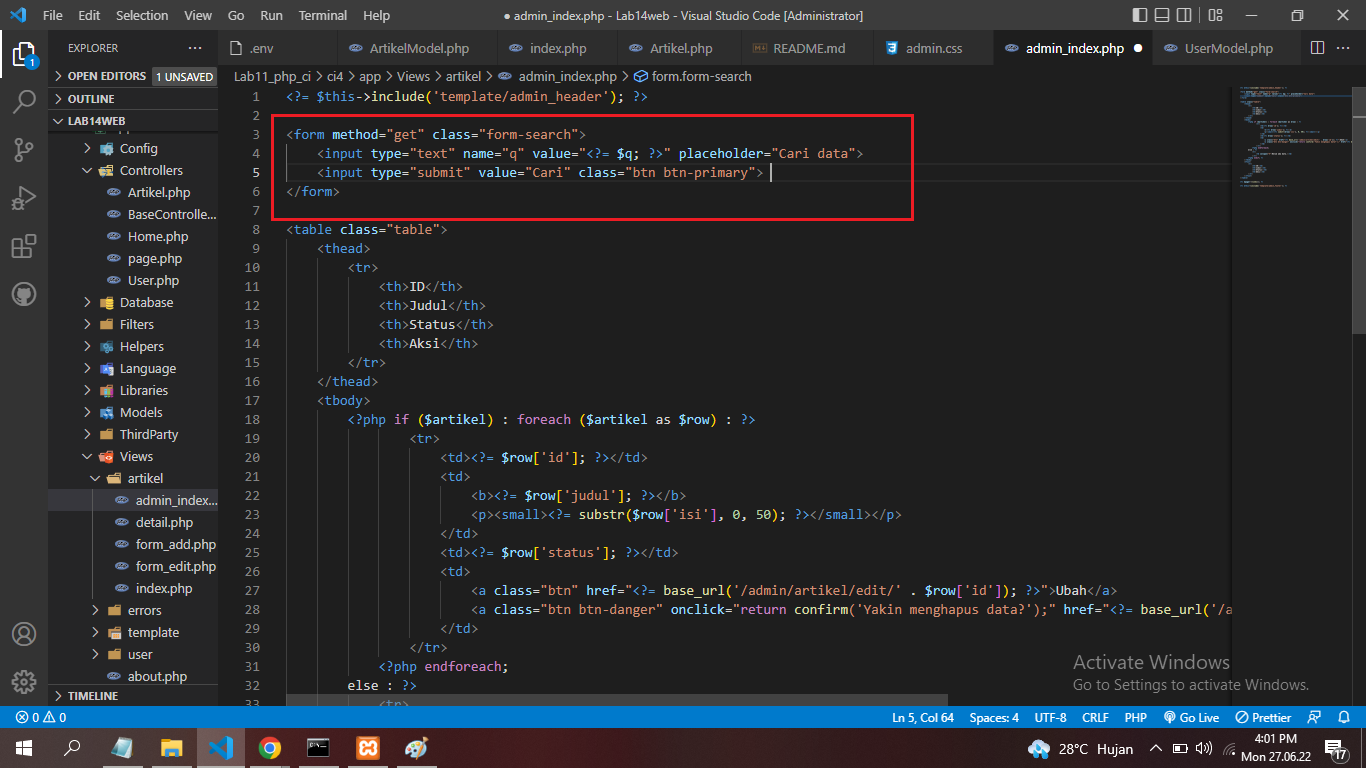 File Edit Selection View Go Run Terminal Help
● admin_index.php - Lab14web - Visual Studio Code [Administrator]
EXPLORER
.env
ArtikelModel.php
index.php
Artikel.php
README.md
admin.css
admin_index.php
UserModel.php
OPEN EDITORS 1 UNSAVED
OUTLINE
LAB14WEB
Config
Controllers
Artikel.php
BaseControlle...
Home.php
page.php
User.php
Database
Filters
Helpers
Language
Libraries
Models
ThirdParty
Views
artikel
admin_index...
detail.php
form_add.php
form_edit.php
index.php
errors
template
user
about.php
TIMELINE
Lab11_php_ci > ci4 > app > Views > artikel > admin_index.php > form.form-search
1 <?= $this->include('template/admin_header'); ?>
2
3 <form method="get" class="form-search">
4 <input type="text" name="q" value="<?= $q; ?>" placeholder="Cari data">
5 <input type="submit" value="Cari" class="btn btn-primary">
6 </form>
7
8 <table class="table">
9 <thead>
10 <tr>
11 <th>ID</th>
12 <th>Judul</th>
13 <th>Status</th>
14 <th>Aksi</th>
15 </tr>
16 </thead>
17 <tbody>
18 <?php if ($artikel) : foreach ($artikel as $row) : ?>
19 <tr>
20 <td><?= $row['id']; ?></td>
21 <td>
22 <b><?= $row['judul']; ?></b>
23 <p><small><?= substr($row['isi'], 0, 50); ?></small></p>
24 </td>
25 <td><?= $row['status']; ?></td>
26 <td>
27 <a class="btn" href="<?= base_url('/admin/artikel/edit/' . $row['id']); ?>">Ubah</a>
28 <a class="btn btn-danger" onclick="return confirm('Yakin menghapus data?');" href="<?= base_url('/a
29 </td>
30 </tr>
31 <?php endforeach;
32 else : ?>
33 <tr>
Activate Windows
Go to Settings to activate Windows.
0 0
Ln 5, Col 64 Spaces: 4 UTF-8 CRLF PHP Go Live Prettier
1
28°C Hujan
4:01 PM
Mon 27.06.22
17